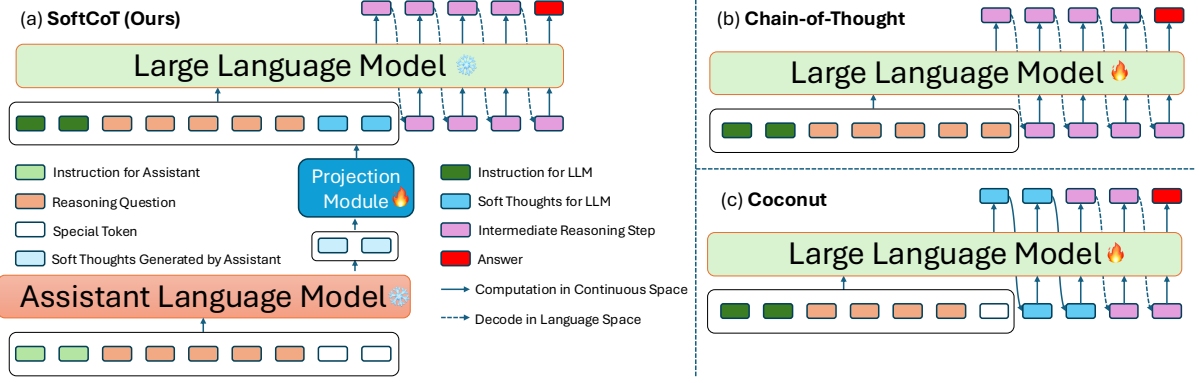 (a) SoftCoT (Ours)
Large Language Model
Projection
Module
Instruction for Assistant
Reasoning Question
Special Token
Soft Thoughts Generated by Assistant
Instruction for LLM
Soft Thoughts for LLM
Intermediate Reasoning Step
Answer
Computation in Continuous Space
Decode in Language Space
Assistant Language Model
(b) Chain-of-Thought
Large Language Model
(c) Coconut
Large Language Model